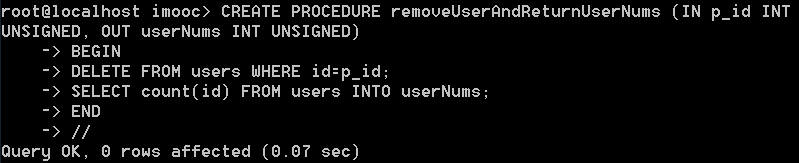 root@localhost imooc> CREATE PROCEDURE removeUserAndReturnUserNums (IN p_id INT
UNSIGNED, OUT userNums INT UNSIGNED)
    -> BEGIN
    -> DELETE FROM users WHERE id=p_id;
    -> SELECT count(id) FROM users INTO userNums;
    -> END
    -> //
Query OK, 0 rows affected (0.07 sec)